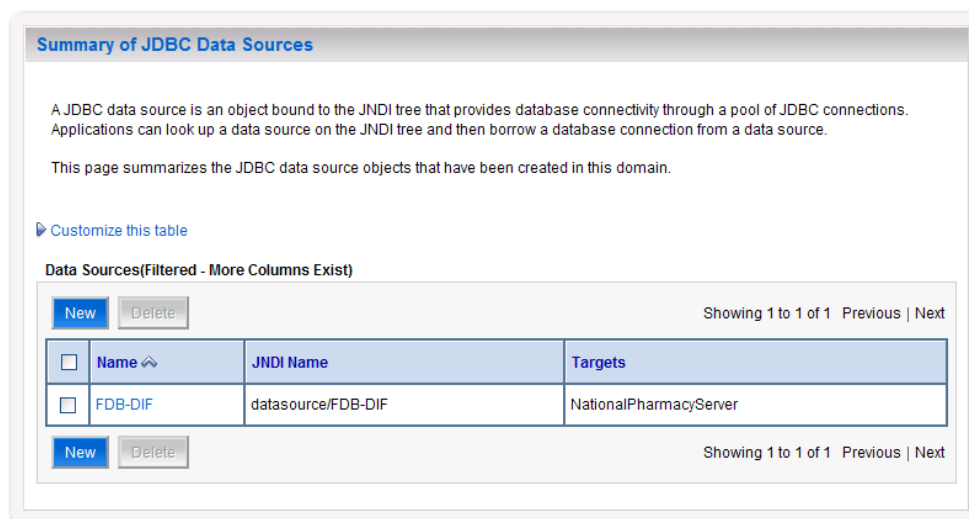 Summary of JDBC Data Sources
A JDBC data source is an object bound to the JNDI tree that provides database connectivity through a pool of JDBC connections.
Applications can look up a data source on the JNDI tree and then borrow a database connection from a data source.
This page summarizes the JDBC data source objects that have been created in this domain.
Customize this table
Data Sources(Filtered - More Columns Exist)
New Delete Showing 1 to 1 of 1 Previous | Next
Name JNDI Name Targets
FDB-DIF datasource/FDB-DIF NationalPharmacyServer
New Delete Showing 1 to 1 of 1 Previous | Next